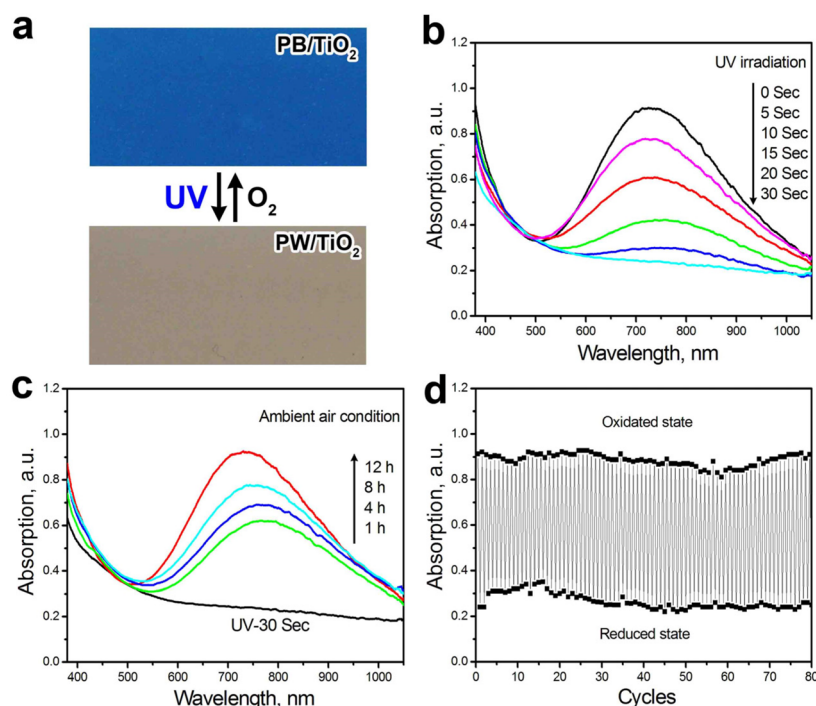 a
PB/TiO2
UV
O2
PW/TiO2
b
1.2
1.0
0.8
0.6
0.4
0.2
0.0
Absorption, a.u.
UV irradiation
0 Sec
5 Sec
10 Sec
15 Sec
20 Sec
30 Sec
400
500
600
700
800
900
1000
Wavelength, nm
c
1.2
1.0
0.8
0.6
0.4
0.2
0.0
Absorption, a.u.
Ambient air condition
12 h
8 h
4 h
1 h
UV-30 Sec
400
500
600
700
800
900
1000
Wavelength, nm
d
1.2
1.0
0.8
0.6
0.4
0.2
0.0
Absorption, a.u.
Oxidated state
Reduced state
0
10
20
30
40
50
60
70
80
Cycles